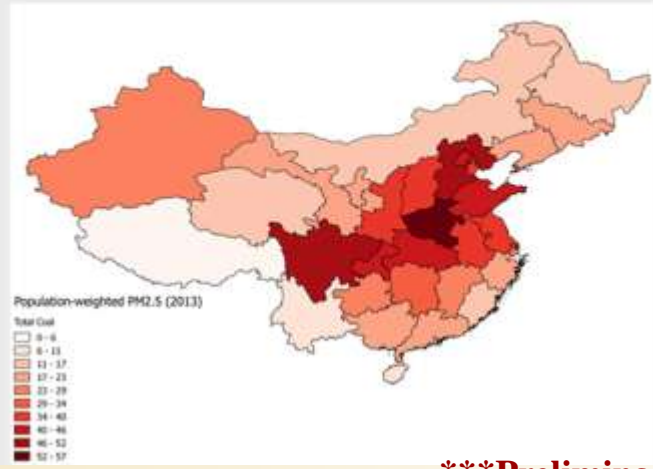 Population-weighted PM2.5 (2013)
Total Coal
0 - 6
6 - 11
11 - 17
17 - 23
23 - 29
29 - 34
34 - 40
40 - 46
46 - 52
52 - 57